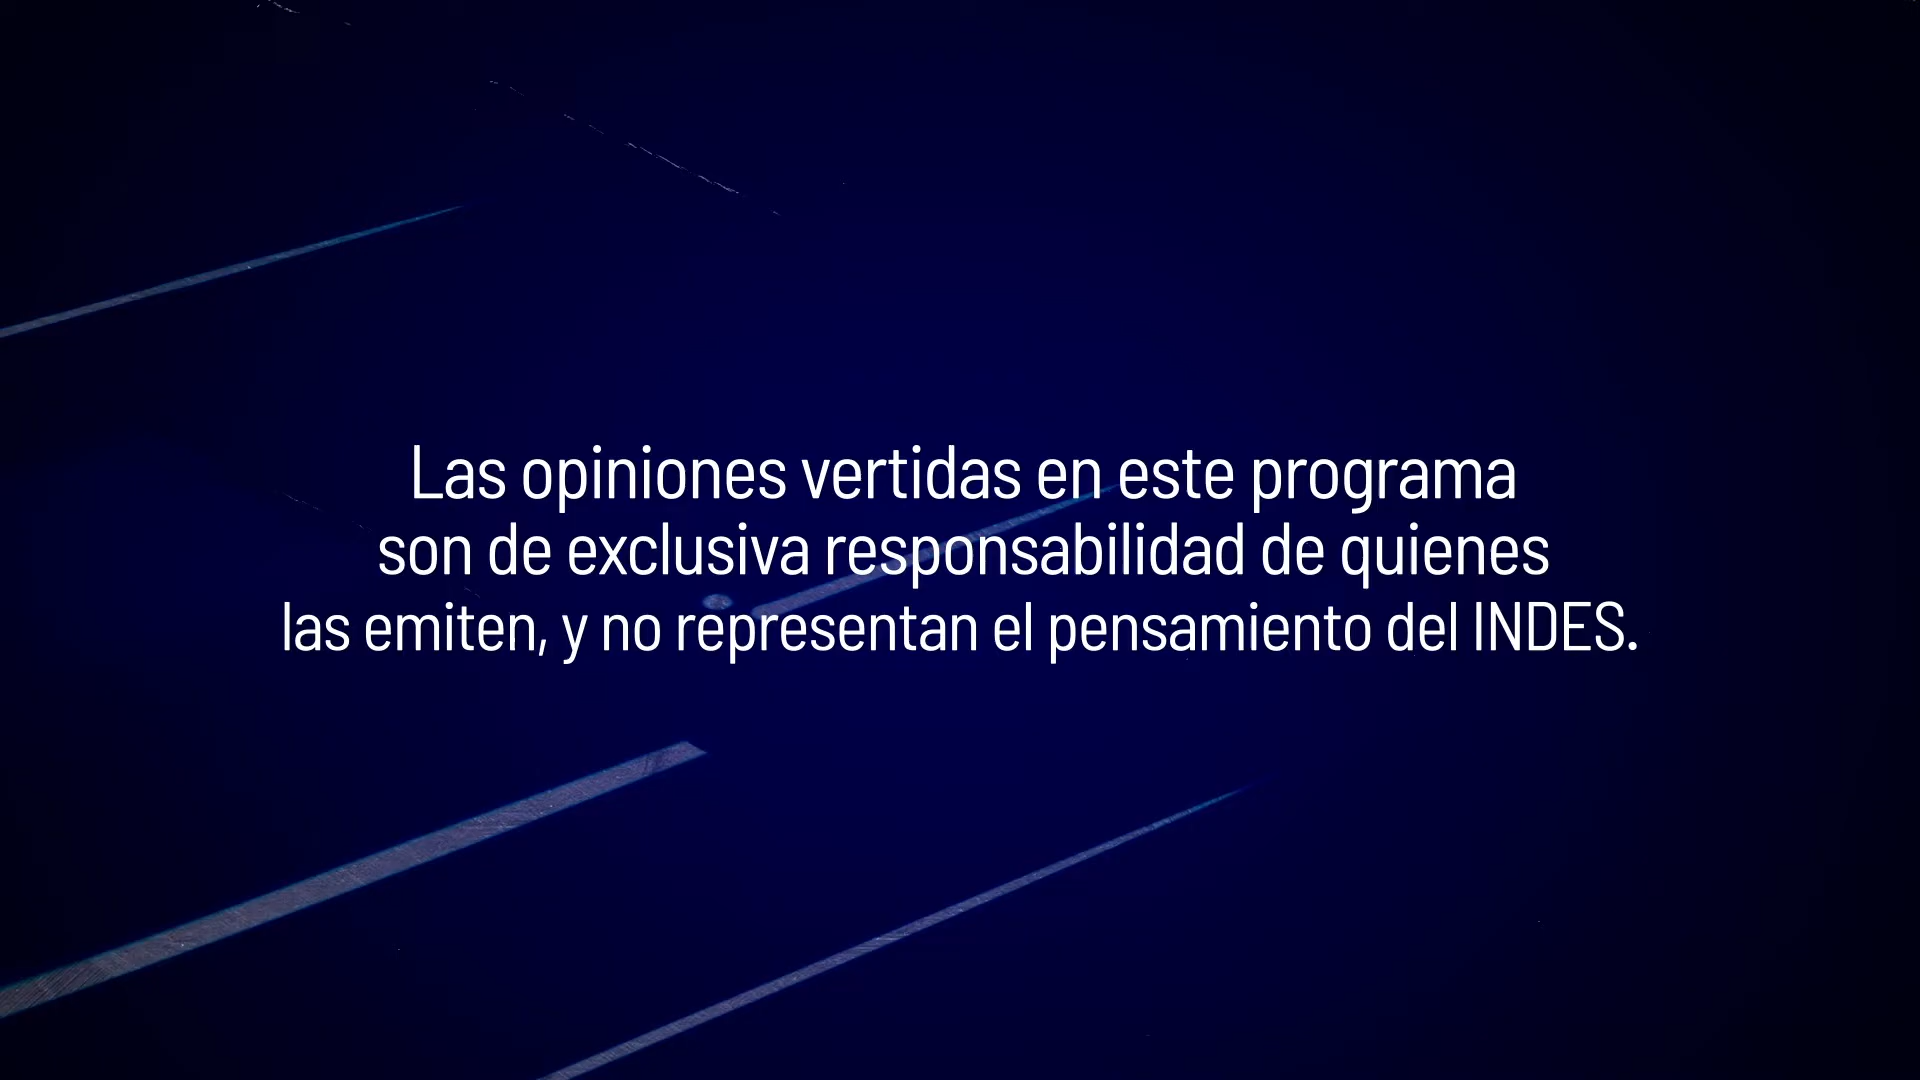 Las opiniones vertidas en este programa
son de exclusiva responsabilidad de quienes
las emiten, y no representan el pensamiento del INDES.